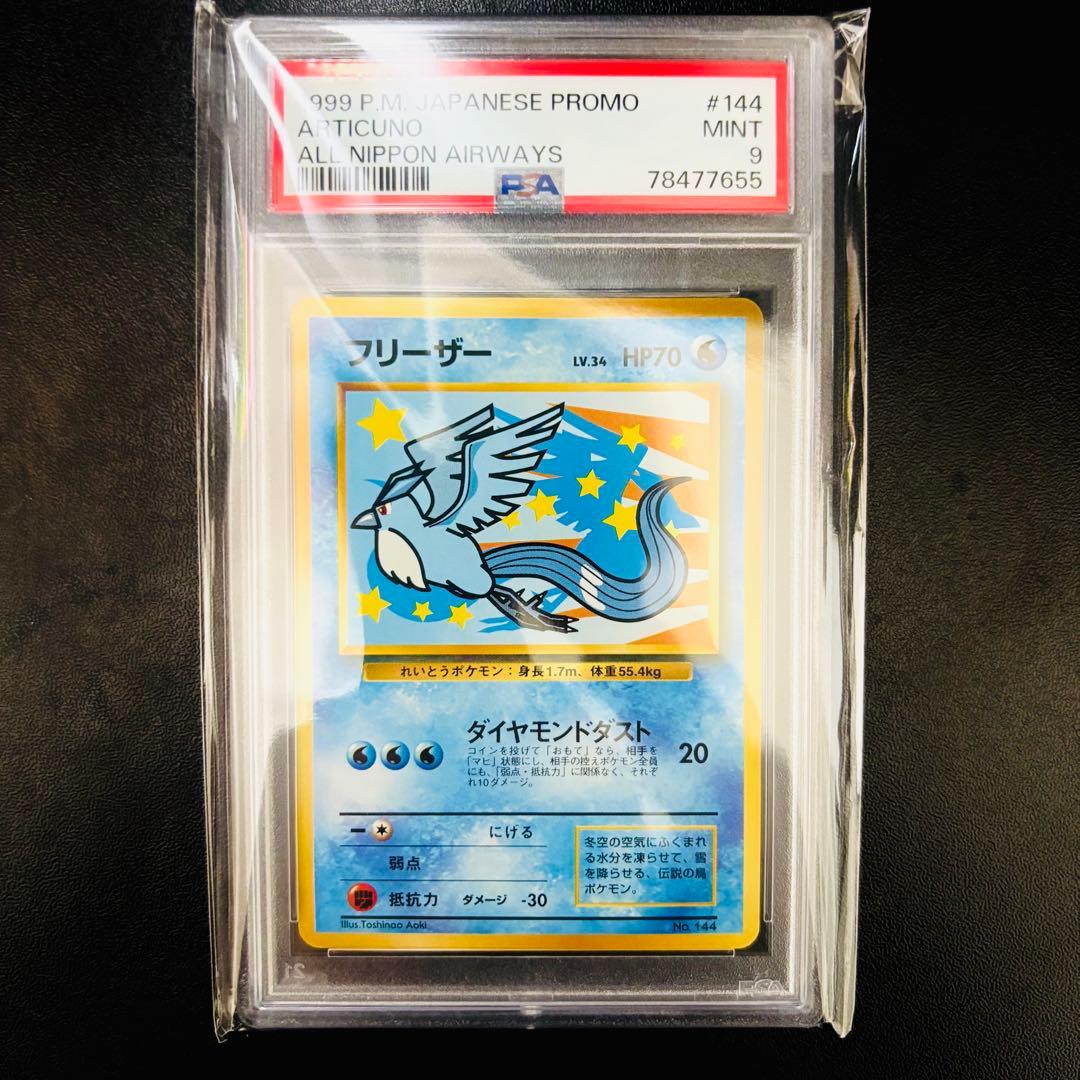 999 P.M. JAPANESE PROMO #144
ARTICUNO MINT
ALL NIPPON AIRWAYS 9
PSA 78477655
フリーザー LV.34 HP70
れいとうポケモン:身長1.7m、体重55.4kg
ダイヤモンドダスト
コインを投げて「おもて」なら、相手を
「マヒ」状態にし、相手の控えポケモン全員
にも、「弱点・抵抗力」に関係なく、それぞ
れ10ダメージ。
20
にげる
弱点
抵抗力 ダメージ -30
冬空の空気にふくまれ
る水分を凍らせて、雪
を降らせる、伝説の鳥
ポケモン。
Illus.Toshinao Aoki No. 144
PSA